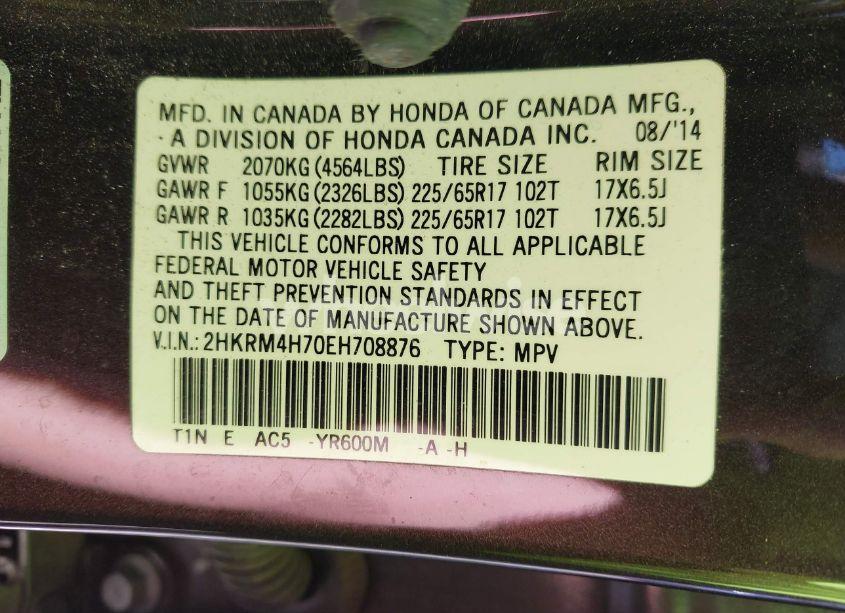 MFD. IN CANADA BY HONDA OF CANADA MFG.,
A DIVISION OF HONDA CANADA INC. 08/'14
GVWR 2070KG (4564LBS) TIRE SIZE RIM SIZE
GAWR F 1055KG (2326LBS) 225/65R17 102T 17X6.5J
GAWR R 1035KG (2282LBS) 225/65R17 102T 17X6.5J
THIS VEHICLE CONFORMS TO ALL APPLICABLE
FEDERAL MOTOR VEHICLE SAFETY
AND THEFT PREVENTION STANDARDS IN EFFECT
ON THE DATE OF MANUFACTURE SHOWN ABOVE.
V.I.N.: 2HKRM4H70EH708876 TYPE: MPV
T1N E AC5 -YR600M -A -H